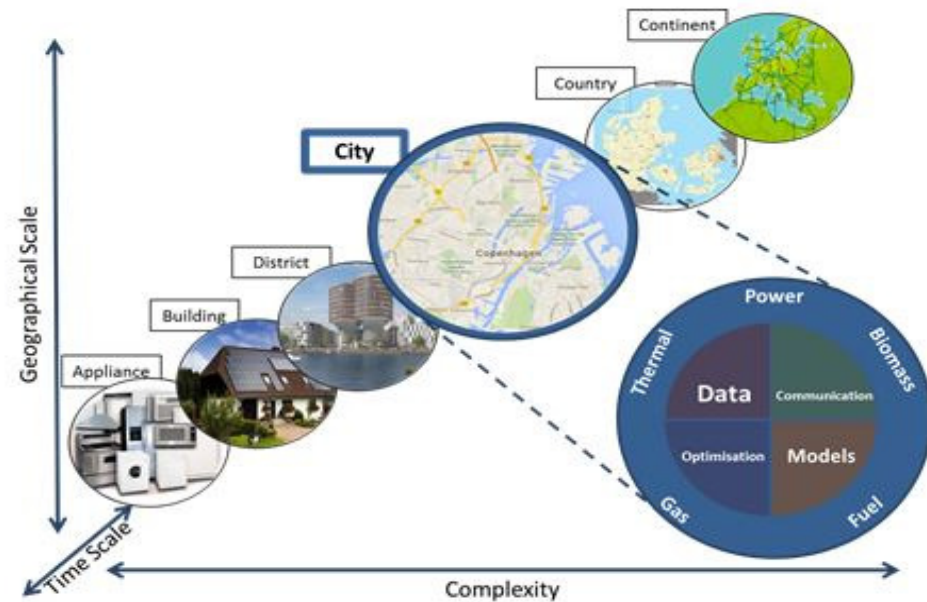 Continent
Country
City
District
Building
Appliance
Geographical Scale
Time Scale
Complexity
Copenhagen
Power
Biomass
Fuel
Gas
Thermal
Data
Communication
Optimisation
Models